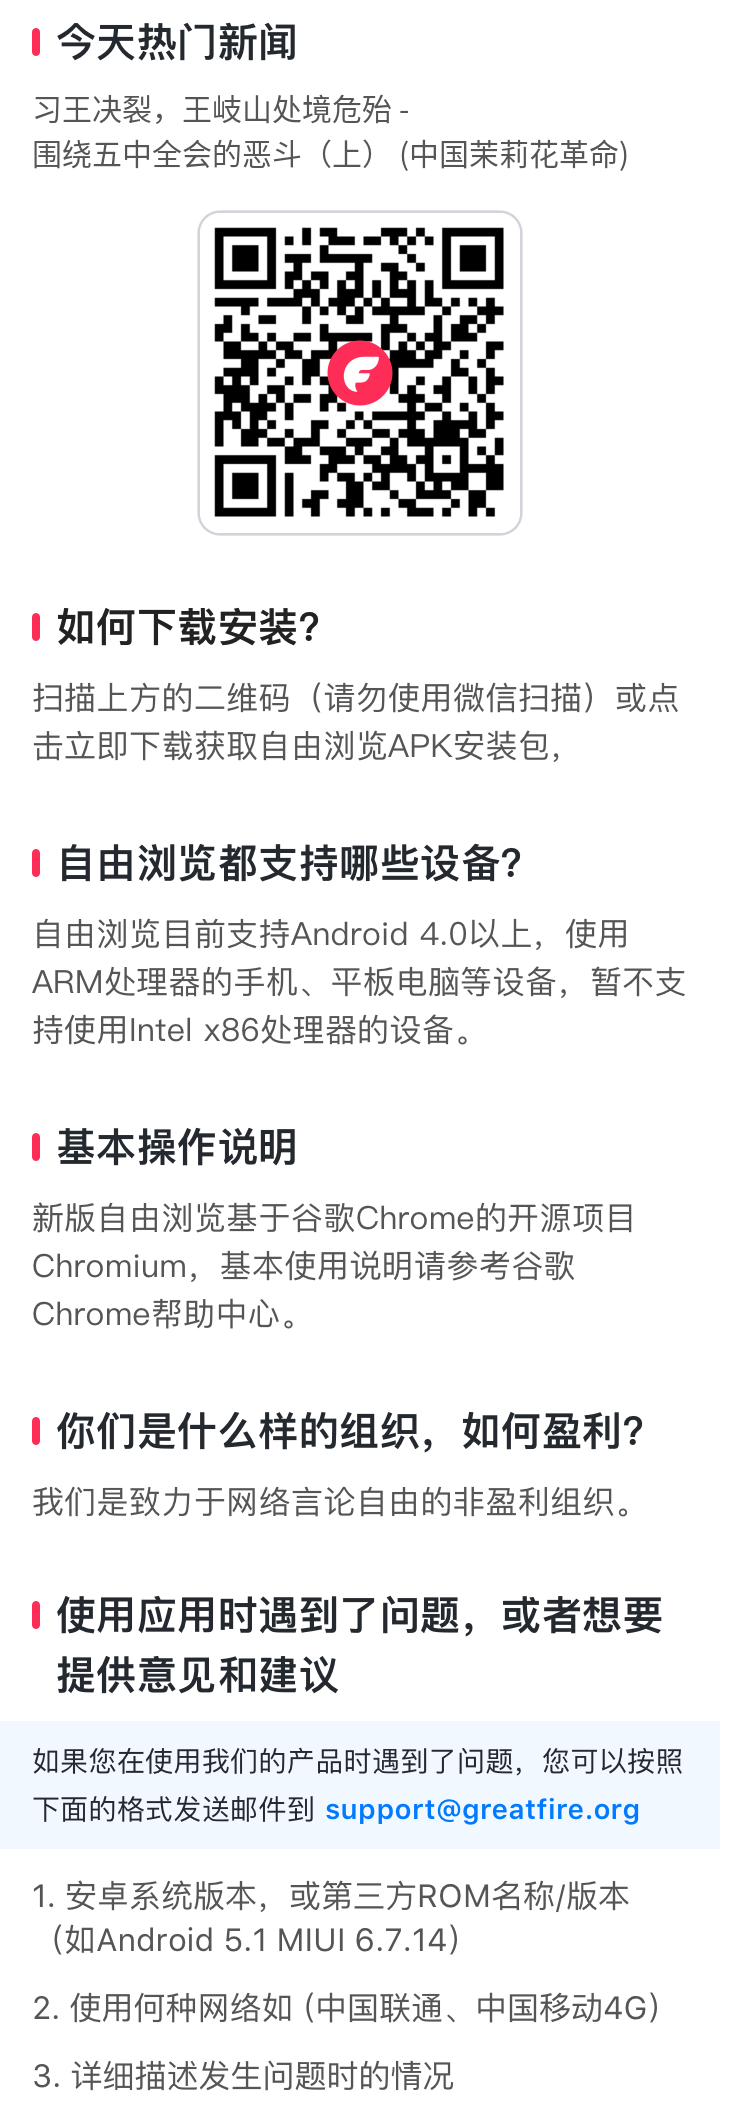 今天热门新闻
习王决裂，王岐山处境危殆 -
围绕五中全会的恶斗（上） (中国茉莉花革命)
如何下载安装?
扫描上方的二维码（请勿使用微信扫描）或点
击立即下载获取自由浏览APK安装包，
自由浏览都支持哪些设备?
自由浏览目前支持Android 4.0以上，使用
ARM处理器的手机、平板电脑等设备，暂不支
持使用Intel x86处理器的设备。
基本操作说明
新版自由浏览基于谷歌Chrome的开源项目
Chromium，基本使用说明请参考谷歌
Chrome帮助中心。
你们是什么样的组织，如何盈利?
我们是致力于网络言论自由的非盈利组织。
使用应用时遇到了问题，或者想要
提供意见和建议
如果您在使用我们的产品时遇到了问题，您可以按照
下面的格式发送邮件到 support@greatfire.org
1. 安卓系统版本，或第三方ROM名称/版本
（如Android 5.1 MIUI 6.7.14）
2. 使用何种网络如 (中国联通、中国移动4G）
3. 详细描述发生问题时的情况